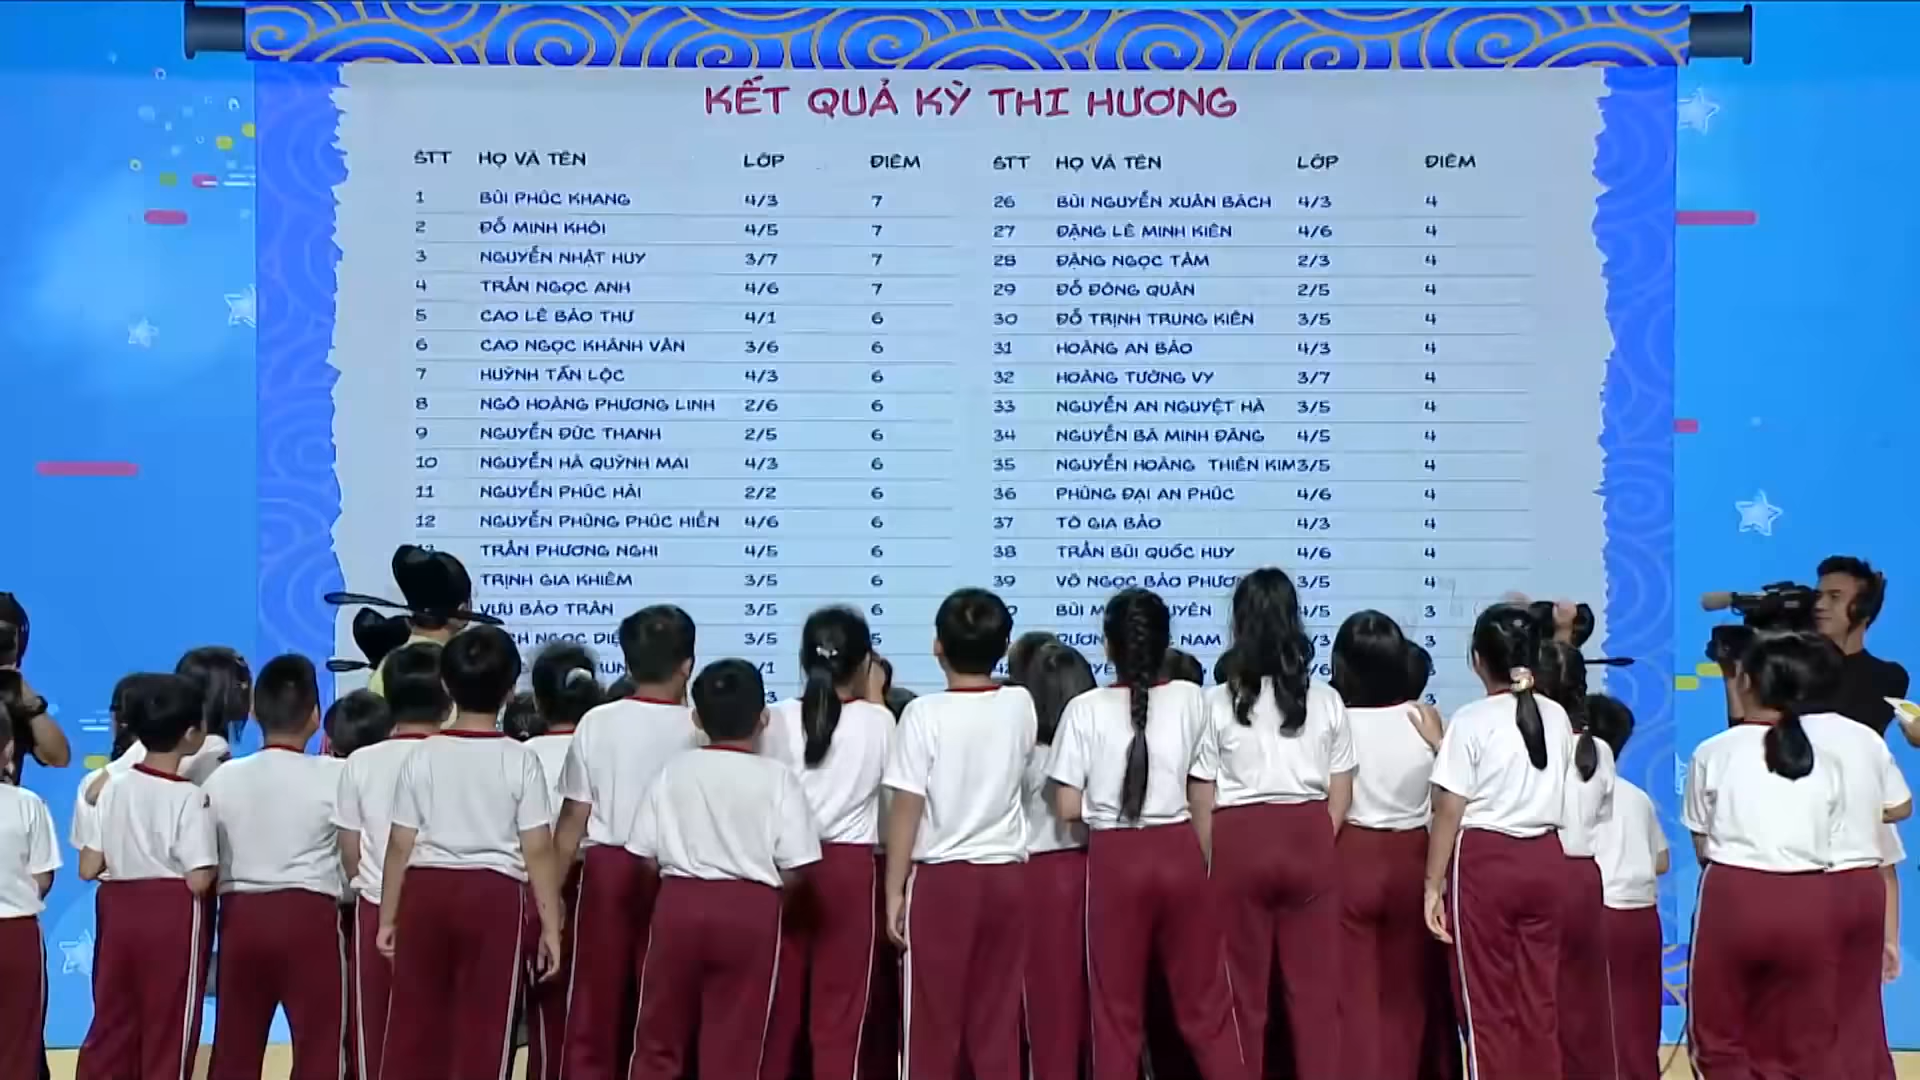 KẾT QUẢ KỲ THI HƯƠNG
STT HỌ VÀ TÊN LỚP ĐIỂM
1 BÙI PHÚC KHANG 4/3 7
2 ĐỖ MINH KHÔI 4/5 7
3 NGUYỄN NHẬT HUY 3/7 7
4 TRẦN NGỌC ANH 4/6 7
5 CAO LÊ BẢO THƯ 4/1 6
6 CAO NGỌC KHÁNH VÂN 3/6 6
7 HUỲNH TẤN LỘC 4/3 6
8 NGÔ HOÀNG PHƯƠNG LINH 2/6 6
9 NGUYỄN ĐỨC THANH 2/5 6
10 NGUYỄN HÀ QUỲNH MAI 4/3 6
11 NGUYỄN PHÚC HẢI 2/2 6
12 NGUYỄN PHÙNG PHÚC HIỀN 4/6 6
TRẦN PHƯƠNG NGHI 4/5 6
TRỊNH GIA KHIÊM 3/5 6
VƯU BẢO TRÂN 3/5 6
NGỌC 3/5
STT HỌ VÀ TÊN LỚP ĐIỂM
26 BÙI NGUYỄN XUÂN BÁCH 4/3 4
27 ĐẶNG LÊ MINH KIÊN 4/6 4
28 ĐẶNG NGỌC TÂM 2/3 4
29 ĐỖ ĐÔNG QUÂN 2/5 4
30 ĐỖ TRỊNH TRUNG KIÊN 3/5 4
31 HOÀNG AN BẢO 4/3 4
32 HOÀNG TƯỜNG VY 3/7 4
33 NGUYỄN AN NGUYỆT HÀ 3/5 4
34 NGUYỄN BÁ MINH ĐĂNG 4/5 4
35 NGUYỄN HOÀNG THIÊN KIM 3/5 4
36 PHÙNG ĐẠI AN PHÚC 4/6 4
37 TÔ GIA BẢO 4/3 4
38 TRẦN BÙI QUỐC HUY 4/6 4
39 VÕ NGỌC BẢO 3/5 4
BÙI 4/5 3
NAM 3
3
3